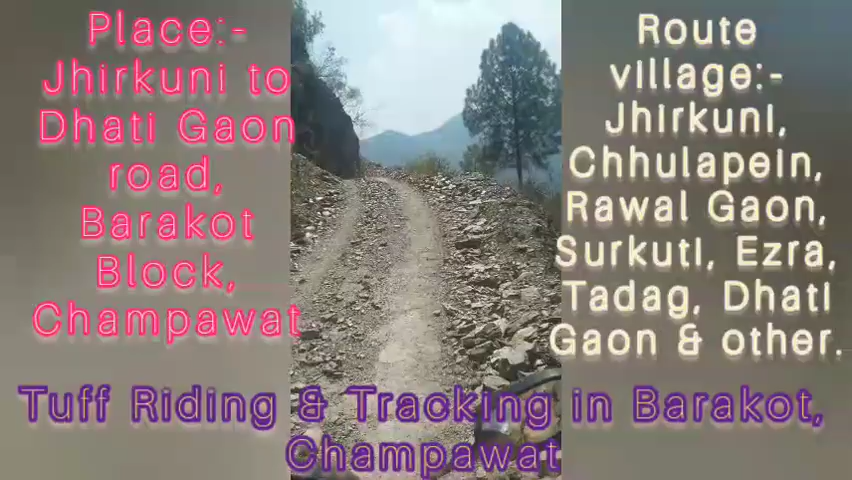 Place:-
Jhirkuni to
Dhati Gaon
road,
Barakot
Block,
Champawat
Route
village:-
Jhirkuni,
Chhulapein,
Rawal Gaon,
Surkuti, Ezra,
Tadag, Dhati
Gaon & other.
Tuff Riding & Tracking in Barakot,
Champawat